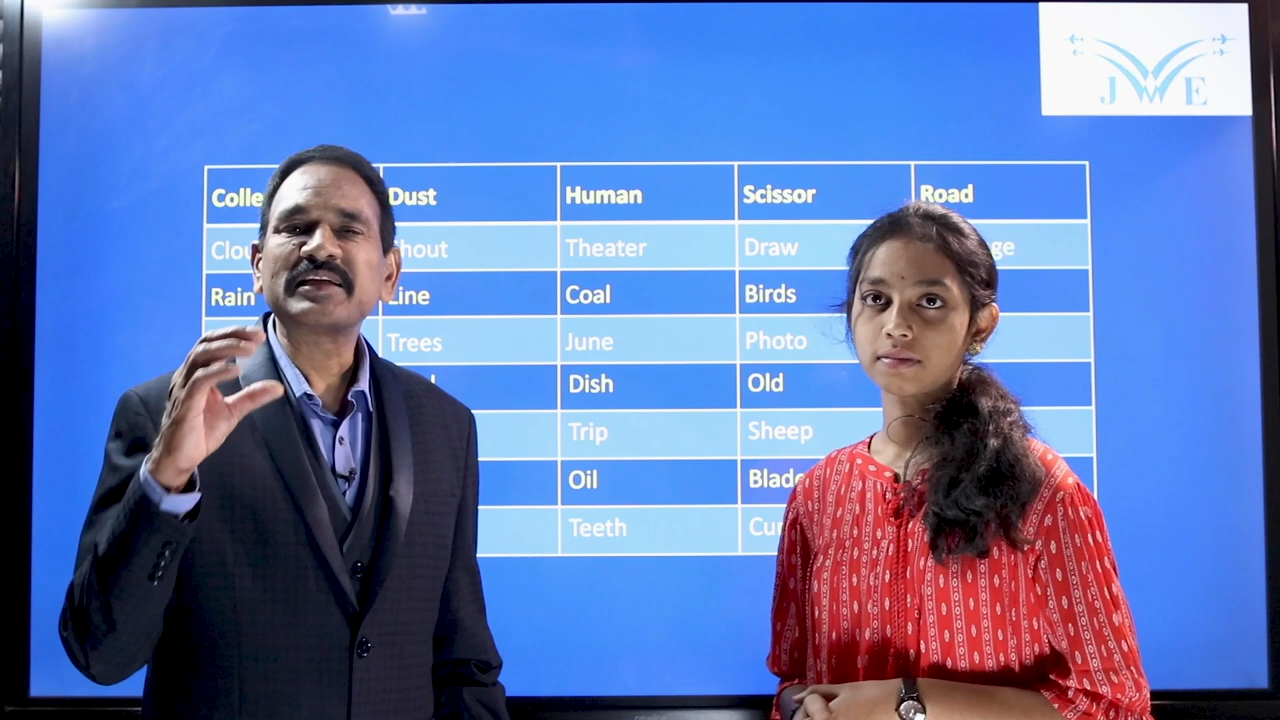 JWE
Dust Human Scissor Road
Theater Draw
Rain Line Coal Birds
Trees June Photo
Dish Old
Trip Sheep
Oil
Teeth